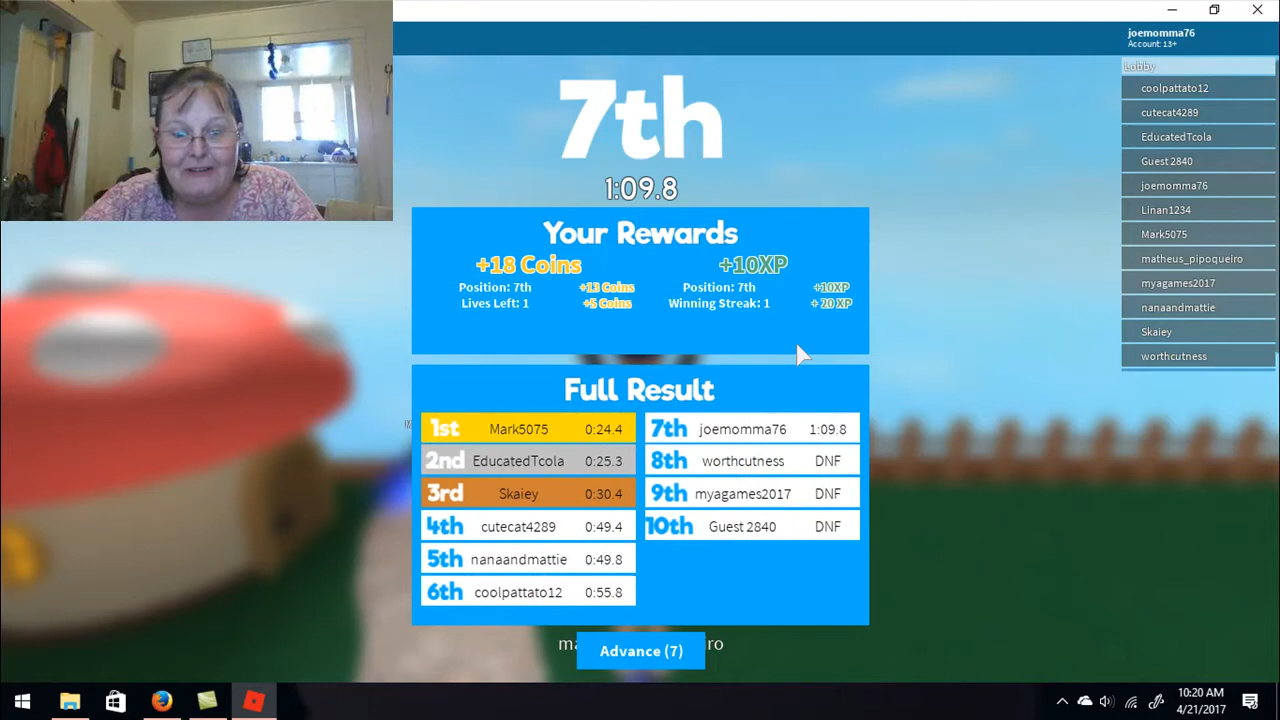 joemomma76
Account: 13+
7th
1:09.8
Lobby
coolpattato12
cutecat4289
EducatedTcola
Guest 2840
joemomma76
Linan1234
Mark5075
matheus_pipoqueiro
myagames2017
nanaandmattie
Skaiey
worthcutness
Your Rewards
+18 Coins +10XP
Position: 7th +13 Coins Position: 7th +10XP
Lives Left: 1 +5 Coins Winning Streak: 1 + 20 XP
Full Result
1st Mark5075 0:24.4
2nd EducatedTcola 0:25.3
3rd Skaiey 0:30.4
4th cutecat4289 0:49.4
5th nanaandmattie 0:49.8
6th coolpattato12 0:55.8
7th joemomma76 1:09.8
8th worthcutness DNF
9th myagames2017 DNF
10th Guest 2840 DNF
Advance (7)
10:20 AM
4/21/2017